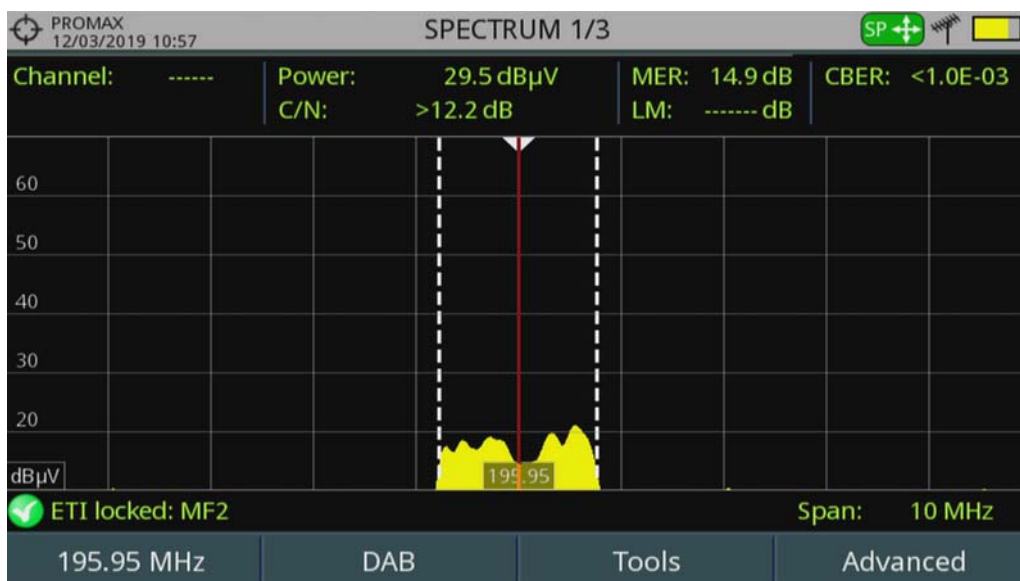 PROMAX
12/03/2019 10:57
SPECTRUM 1/3
SP
Channel: ------
Power: 29.5 dBµV
C/N: >12.2 dB
MER: 14.9 dB
LM: ------- dB
CBER: <1.0E-03
60
50
40
30
20
dBµV
195.95
ETI locked: MF2
Span: 10 MHz
195.95 MHz
DAB
Tools
Advanced